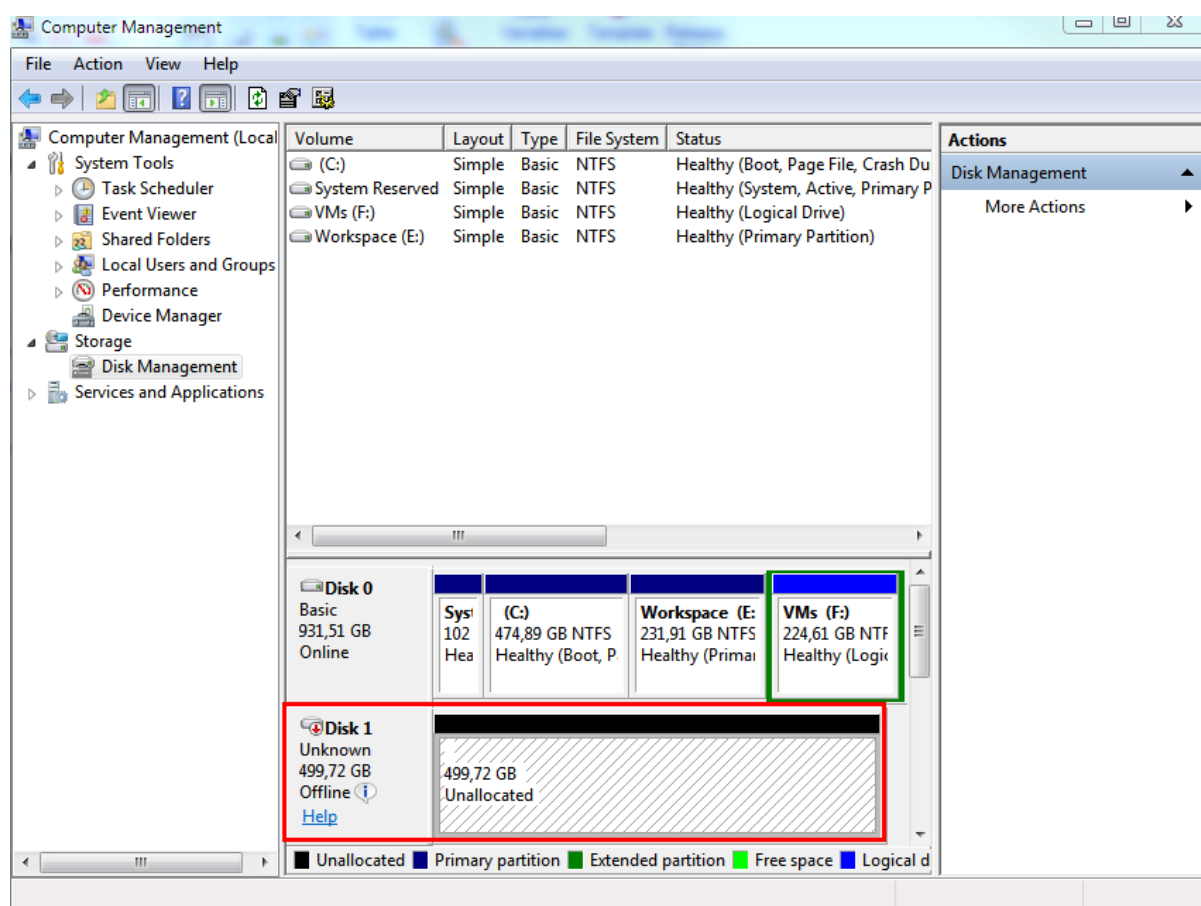 Computer Management
File Action View Help
Computer Management (Local
System Tools
Task Scheduler
Event Viewer
Shared Folders
Local Users and Groups
Performance
Device Manager
Storage
Disk Management
Services and Applications
Volume Layout Type File System Status
(C:) Simple Basic NTFS Healthy (Boot, Page File, Crash Du
System Reserved Simple Basic NTFS Healthy (System, Active, Primary P
VMs (F:) Simple Basic NTFS Healthy (Logical Drive)
Workspace (E:) Simple Basic NTFS Healthy (Primary Partition)
Disk 0
Basic
931,51 GB
Online
Syst
102
Hea
(C:)
474,89 GB NTFS
Healthy (Boot, P
Workspace (E:
231,91 GB NTFS
Healthy (Primar
VMs (F:)
224,61 GB NTF
Healthy (Logic
Disk 1
Unknown
499,72 GB
Offline
Help
499,72 GB
Unallocated
Unallocated Primary partition Extended partition Free space Logical d
Actions
Disk Management
More Actions